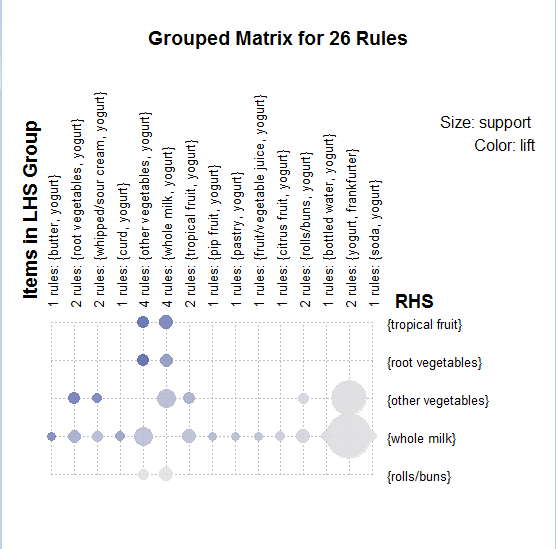 Grouped Matrix for 26 Rules
Size: support
Color: lift
Items in LHS Group
1 rules: {butter, yogurt}
2 rules: {root vegetables, yogurt}
2 rules: {whipped/sour cream, yogurt}
1 rules: {curd, yogurt}
4 rules: {other vegetables, yogurt}
4 rules: {whole milk, yogurt}
2 rules: {tropical fruit, yogurt}
1 rules: {pip fruit, yogurt}
1 rules: {pastry, yogurt}
1 rules: {fruit/vegetable juice, yogurt}
1 rules: {citrus fruit, yogurt}
2 rules: {rolls/buns, yogurt}
1 rules: {bottled water, yogurt}
2 rules: {yogurt, frankfurter}
1 rules: {soda, yogurt}
RHS
{tropical fruit}
{root vegetables}
{other vegetables}
{whole milk}
{rolls/buns}